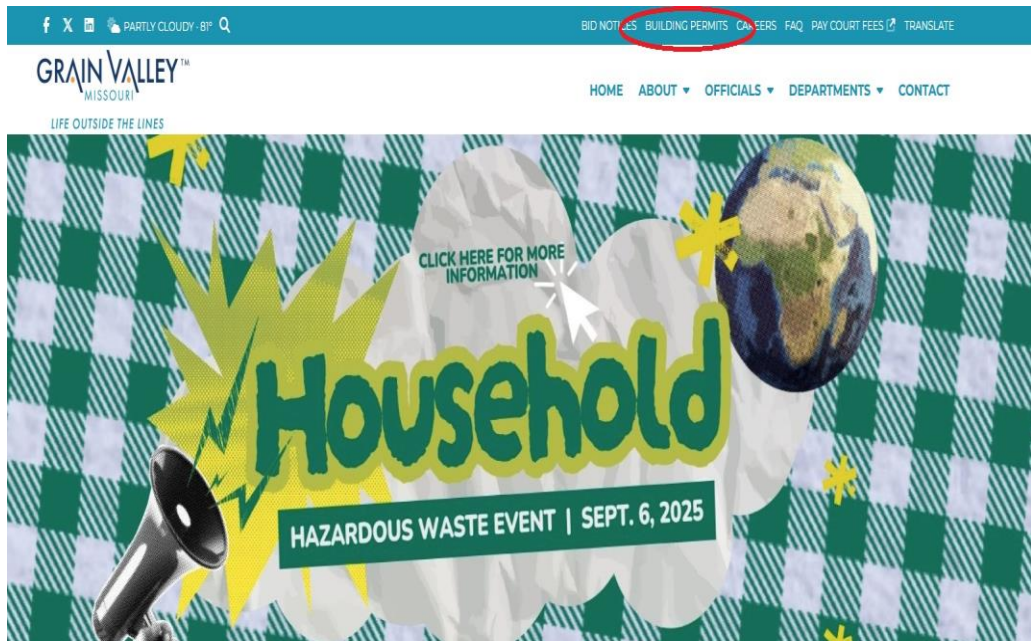 PARTLY CLOUDY · 81°
BID NOTICES BUILDING PERMITS CAREERS FAQ PAY COURT FEES TRANSLATE
GRAIN VALLEY™
MISSOURI
LIFE OUTSIDE THE LINES
HOME ABOUT OFFICIALS DEPARTMENTS CONTACT
CLICK HERE FOR MORE
INFORMATION
Household
HAZARDOUS WASTE EVENT | SEPT. 6, 2025